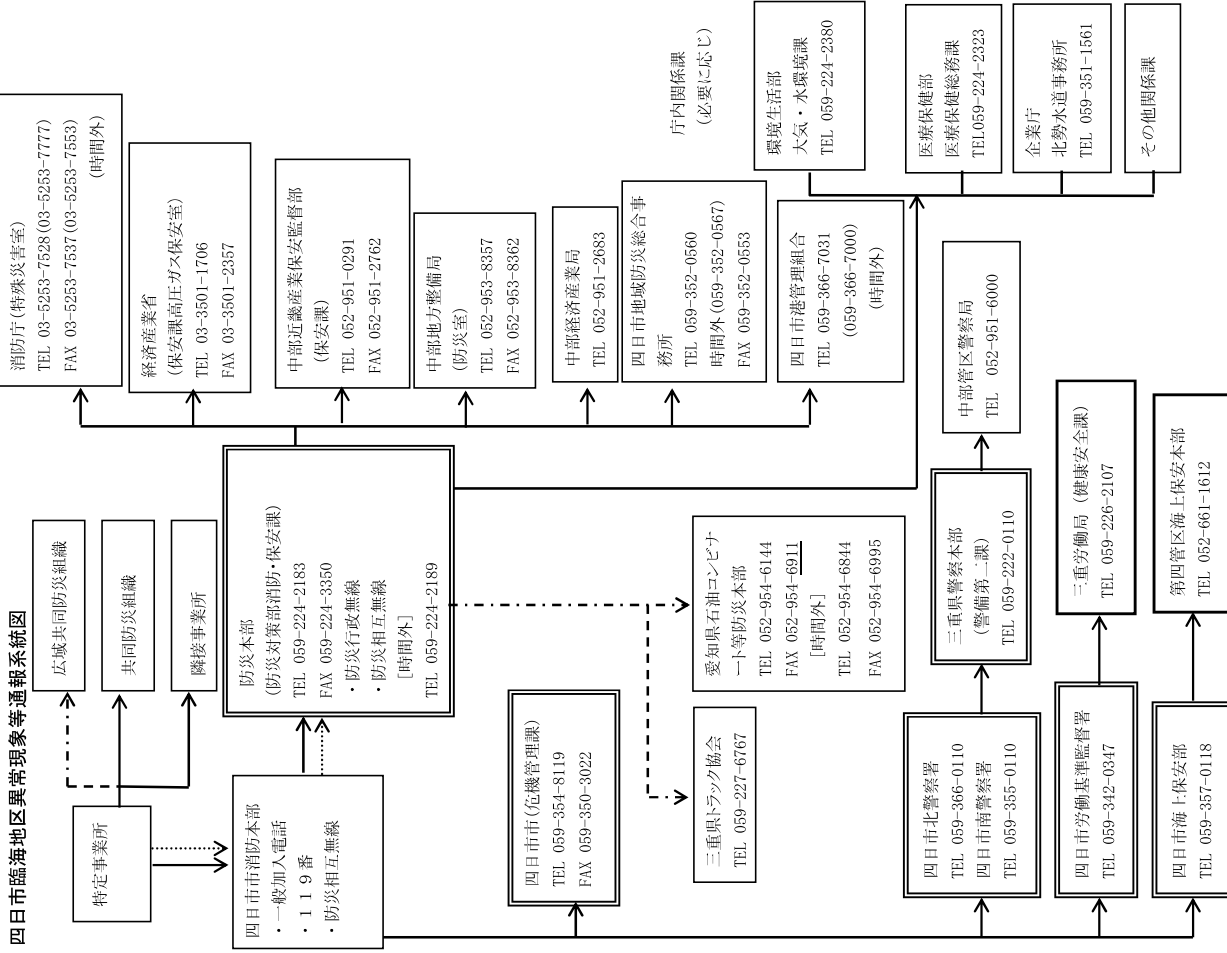 四日市臨海地区異常現象等通報系統図
特定事業所
広域共同防災組織
共同防災組織
隣接事業所
四日市市消防本部
・一般加入電話
・１１９番
・防災相互無線
防災本部
(防災対策部消防・保安課)
TEL 059-224-2183
FAX 059-224-3350
・防災行政無線
・防災相互無線
[時間外]
TEL 059-224-2189
消防庁(特殊災害室)
TEL 03-5253-7528(03-5253-7777)
FAX 03-5253-7537(03-5253-7553)
(時間外)
経済産業省
(保安課高圧ガス保安室)
TEL 03-3501-1706
FAX 03-3501-2357
中部近畿産業保安監督部
(保安課)
TEL 052-951-0291
FAX 052-951-2762
中部地方整備局
(防災室)
TEL 052-953-8357
FAX 052-953-8362
中部経済産業局
TEL 052-951-2683
四日市地域防災総合事
務所
TEL 059-352-0560
時間外(059-352-0567)
FAX 059-352-0553
四日市港管理組合
TEL 059-366-7031
(059-366-7000)
(時間外)
庁内関係課
(必要に応じ)
環境生活部
大気・水環境課
TEL 059-224-2380
医療保健部
医療保健総務課
TEL059-224-2323
企業庁
北勢水道事務所
TEL 059-351-1561
その他関係課
四日市市(危機管理課)
TEL 059-354-8119
FAX 059-350-3022
三重県トラック協会
TEL 059-227-6767
愛知県石油コンビナ
ート等防災本部
TEL 052-954-6144
FAX 052-954-6911
[時間外]
TEL 052-954-6844
FAX 052-954-6995
四日市北警察署
TEL 059-366-0110
四日市南警察署
TEL 059-355-0110
三重県警察本部
(警備第二課)
TEL 059-222-0110
中部管区警察局
TEL 052-951-6000
四日市労働基準監督署
TEL 059-342-0347
三重労働局(健康安全課)
TEL 059-226-2107
四日市海上保安部
TEL 059-357-0118
第四管区海上保安本部
TEL 052-661-1612